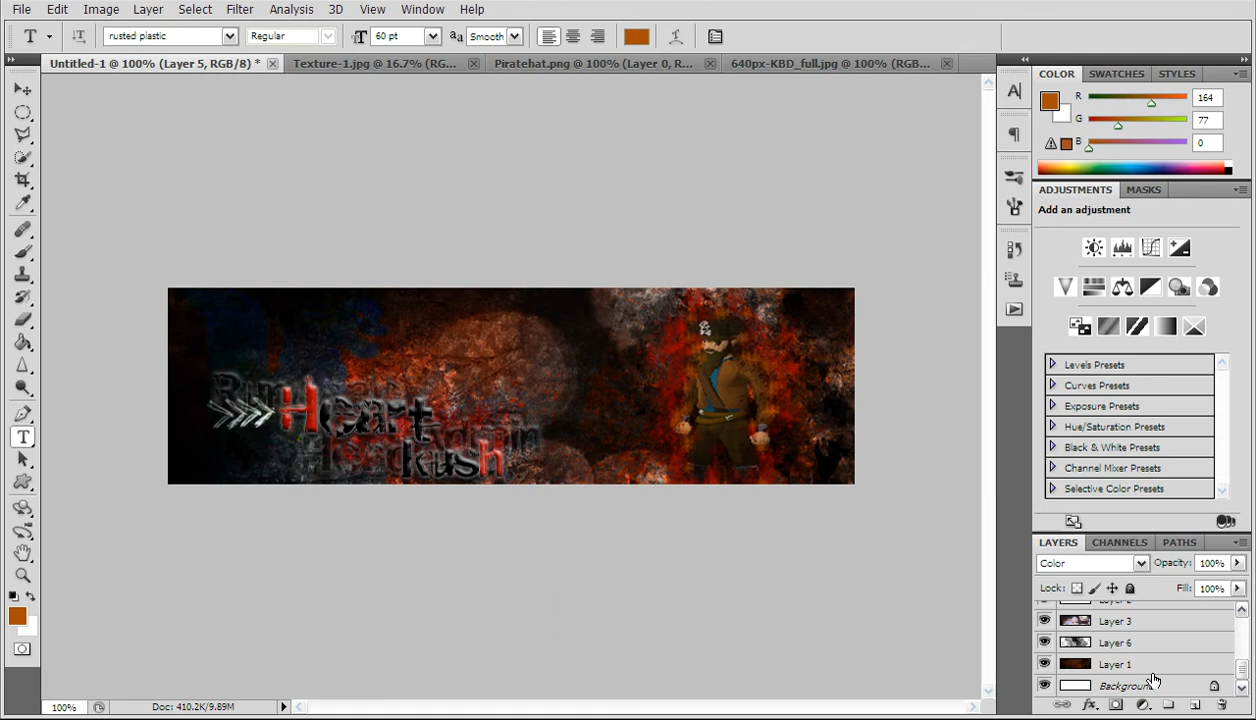 File Edit Image Layer Select Filter Analysis 3D View Window Help
T rusted plastic Regular 60 pt aa Smooth
Untitled-1 @ 100% (Layer 5, RGB/8) * Texture-1.jpg @ 16.7% (RG... Piratehat.png @ 100% (Layer 0, R... 640px-KBD_full.jpg @ 100% (RGB...
COLOR SWATCHES STYLES
R 164
G 77
B 0
ADJUSTMENTS MASKS
Add an adjustment
Levels Presets
Curves Presets
Exposure Presets
Hue/Saturation Presets
Black & White Presets
Channel Mixer Presets
Selective Color Presets
Heart
Kush
LAYERS CHANNELS PATHS
Color Opacity: 100%
Lock: Fill: 100%
Layer 3
Layer 6
Layer 1
Background
100% Doc: 410.2K/9.89M